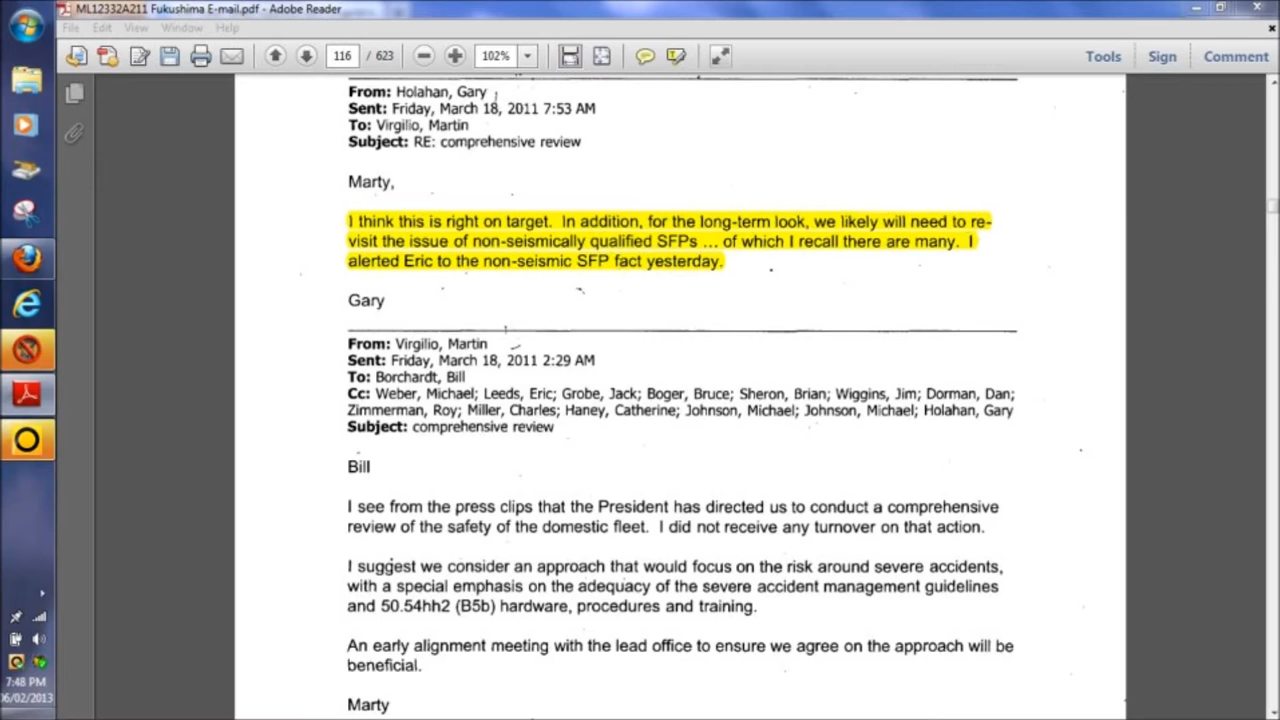 ML12332A211 Fukushima E-mail.pdf - Adobe Reader
File Edit View Window Help
116 / 623 102% Tools Sign Comment
From: Holahan, Gary
Sent: Friday, March 18, 2011 7:53 AM
To: Virgilio, Martin
Subject: RE: comprehensive review
Marty,
I think this is right on target. In addition, for the long-term look, we likely will need to re-
visit the issue of non-seismically qualified SFPs ... of which I recall there are many. I
alerted Eric to the non-seismic SFP fact yesterday.
Gary
From: Virgilio, Martin
Sent: Friday, March 18, 2011 2:29 AM
To: Borchardt, Bill
Cc: Weber, Michael; Leeds, Eric; Grobe, Jack; Boger, Bruce; Sheron, Brian; Wiggins, Jim; Dorman, Dan;
Zimmerman, Roy; Miller, Charles; Haney, Catherine; Johnson, Michael; Johnson, Michael; Holahan, Gary
Subject: comprehensive review
Bill
I see from the press clips that the President has directed us to conduct a comprehensive
review of the safety of the domestic fleet. I did not receive any turnover on that action.
I suggest we consider an approach that would focus on the risk around severe accidents,
with a special emphasis on the adequacy of the severe accident management guidelines
and 50.54hh2 (B5b) hardware, procedures and training.
An early alignment meeting with the lead office to ensure we agree on the approach will be
beneficial.
Marty
7:48 PM
06/02/2013